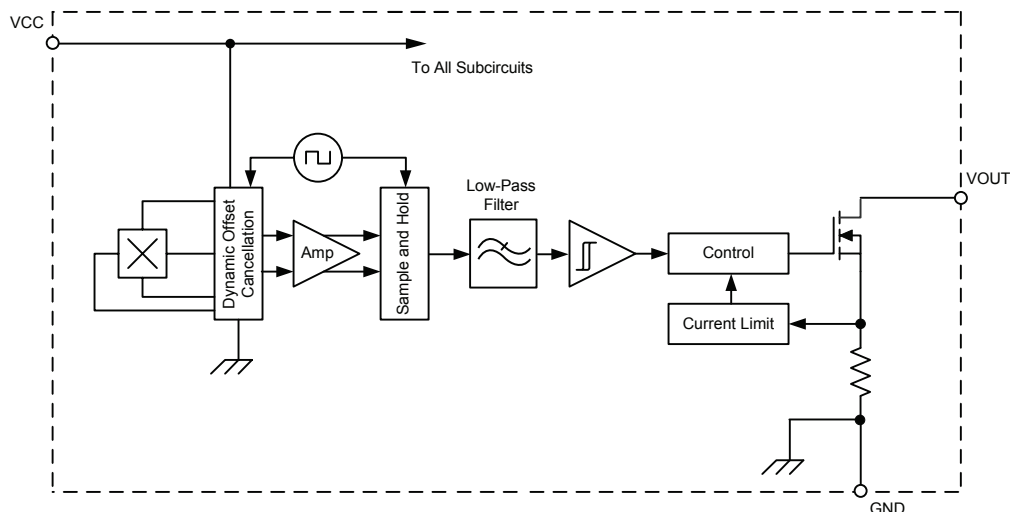 VCC
To All Subcircuits
Dynamic Offset
Cancellation
Amp
Sample and Hold
Low-Pass
Filter
Control
Current Limit
VOUT
GND